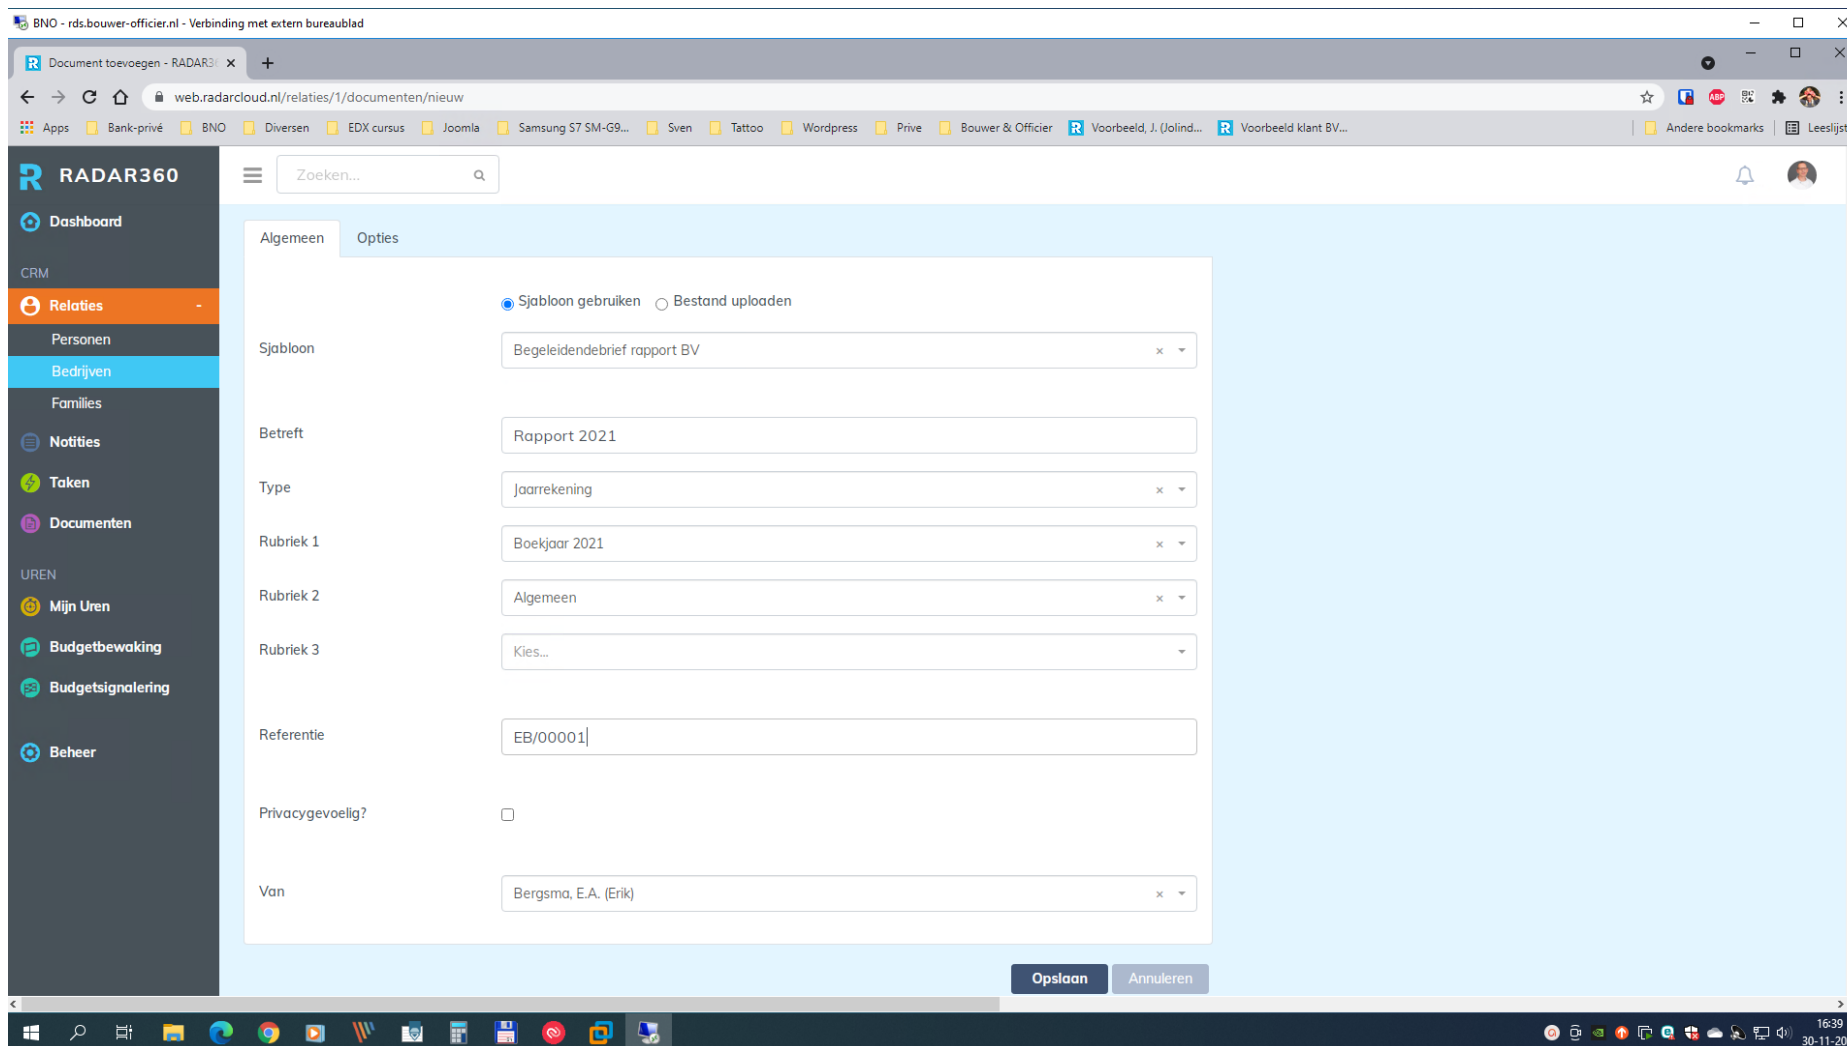 BNO - rds.bouwer-officier.nl - Verbinding met extern bureaublad
Document toevoegen - RADAR3
web.radarcloud.nl/relaties/1/documenten/nieuw
Apps Bank-privé BNO Diversen EDX cursus Joomla Samsung S7 SM-G9... Sven Tattoo Wordpress Prive Bouwer & Officier Voorbeeld, J. (Jolind... Voorbeeld klant BV... Andere bookmarks Leeslijst
RADAR360
Zoeken...
Dashboard
CRM
Relaties -
Personen
Bedrijven
Families
Notities
Taken
Documenten
UREN
Mijn Uren
Budgetbewaking
Budgetsignalering
Beheer
Algemeen Opties
Sjabloon gebruiken Bestand uploaden
Sjabloon Begeleidendebrief rapport BV
Betreft Rapport 2021
Type Jaarrekening
Rubriek 1 Boekjaar 2021
Rubriek 2 Algemeen
Rubriek 3 Kies...
Referentie EB/00001
Privacygevoelig?
Van Bergsma, E.A. (Erik)
Opslaan Annuleren
16:39
30-11-20